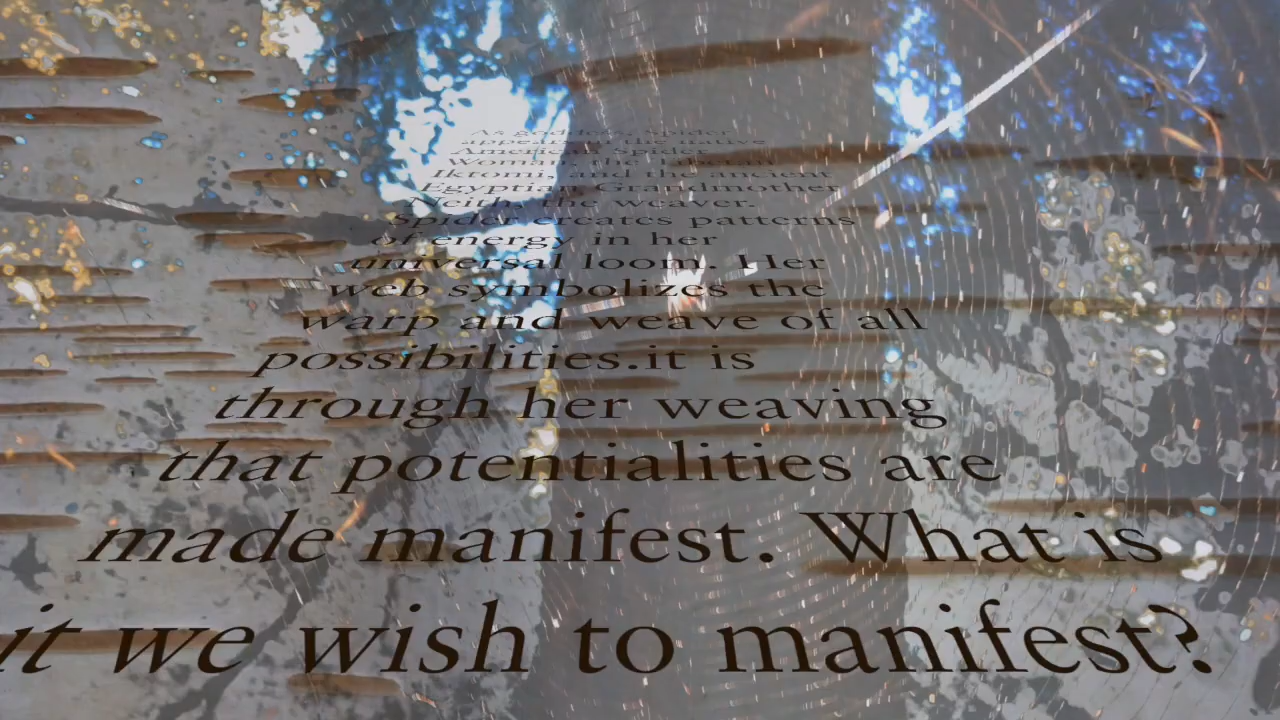 As goddess, Spider
appears as the native
American Spider
Woman, the
Iktromi and the ancient
Egyptian Grandmother
Neith, the weaver.
Spider creates patterns
of energy in her
universal loom. Her
web symbolizes the
warp and weave of all
possibilities.it is
through her weaving
that potentialities are
made manifest. What is
it we wish to manifest?